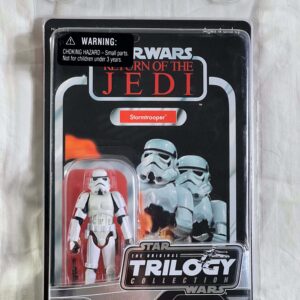 WARNING:
CHOKING HAZARD - Small parts.
Not for children under 3 years.
STAR WARS
RETURN OF THE
JEDI
Stormtrooper
STAR
THE ORIGINAL
TRILOGY
COLLECTION
WARS